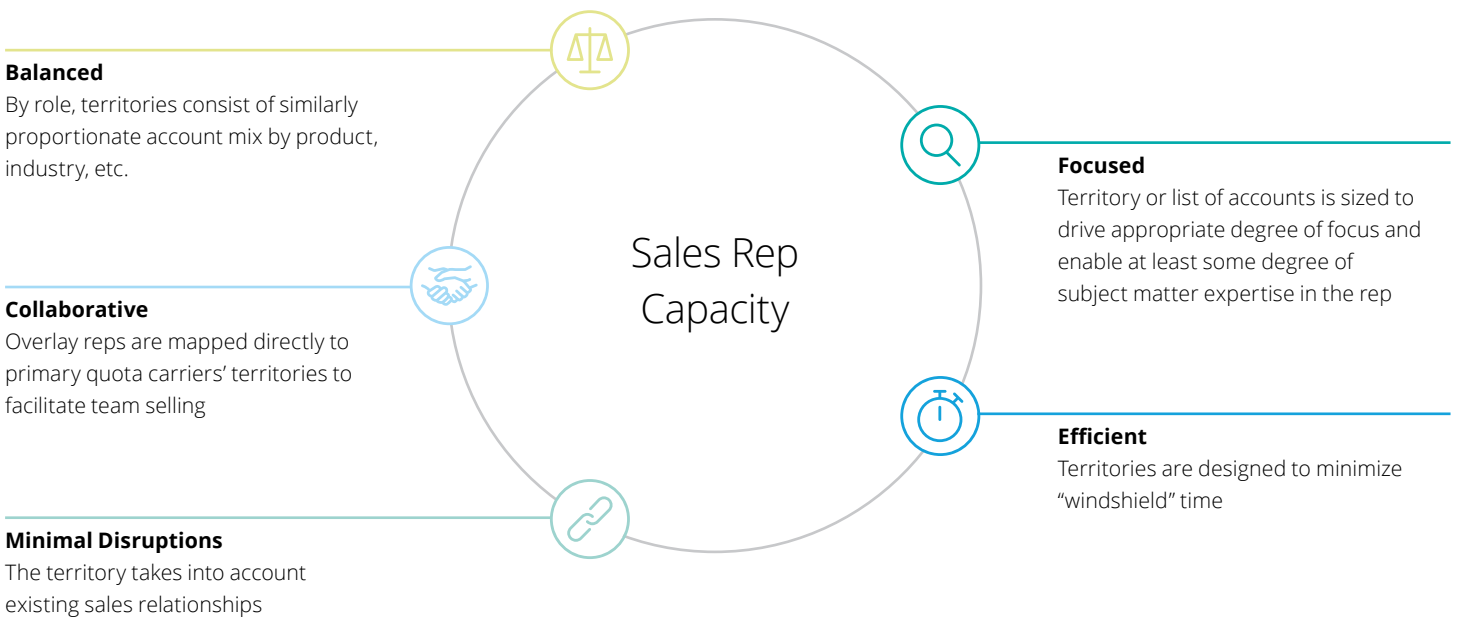 Balanced
By role, territories consist of similarly
proportionate account mix by product,
industry, etc.
Collaborative
Overlay reps are mapped directly to
primary quota carriers’ territories to
facilitate team selling
Minimal Disruptions
The territory takes into account
existing sales relationships
Sales Rep
Capacity
Focused
Territory or list of accounts is sized to
drive appropriate degree of focus and
enable at least some degree of
subject matter expertise in the rep
Efficient
Territories are designed to minimize
“windshield” time